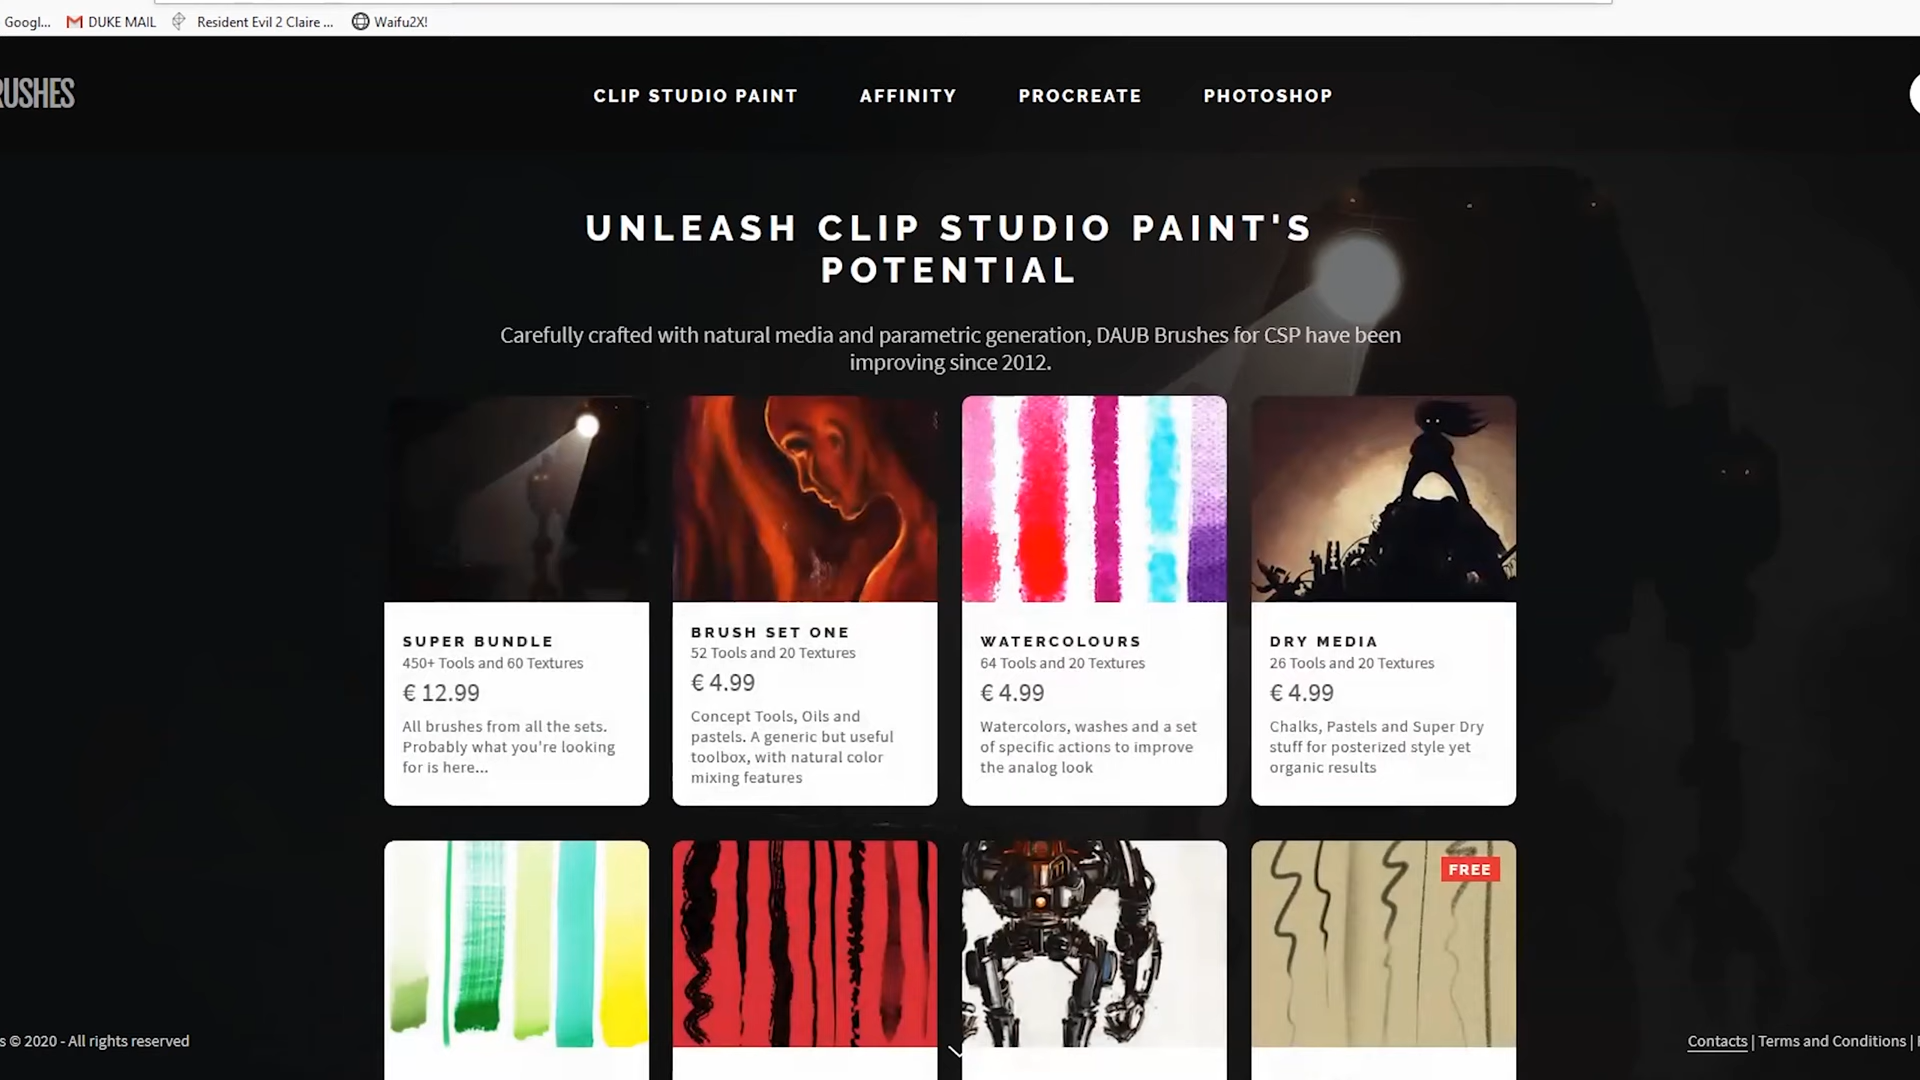 Googl...
DUKE MAIL
Resident Evil 2 Claire ...
Waifu2X!
RUSHES
CLIP STUDIO PAINT
AFFINITY
PROCREATE
PHOTOSHOP
UNLEASH CLIP STUDIO PAINT'S
POTENTIAL
Carefully crafted with natural media and parametric generation, DAUB Brushes for CSP have been
improving since 2012.
SUPER BUNDLE
450+ Tools and 60 Textures
€ 12.99
All brushes from all the sets.
Probably what you're looking
for is here...
BRUSH SET ONE
52 Tools and 20 Textures
€ 4.99
Concept Tools, Oils and
pastels. A generic but useful
toolbox, with natural color
mixing features
WATERCOLOURS
64 Tools and 20 Textures
€ 4.99
Watercolors, washes and a set
of specific actions to improve
the analog look
DRY MEDIA
26 Tools and 20 Textures
€ 4.99
Chalks, Pastels and Super Dry
stuff for posterized style yet
organic results
FREE
s © 2020 - All rights reserved
Contacts | Terms and Conditions |